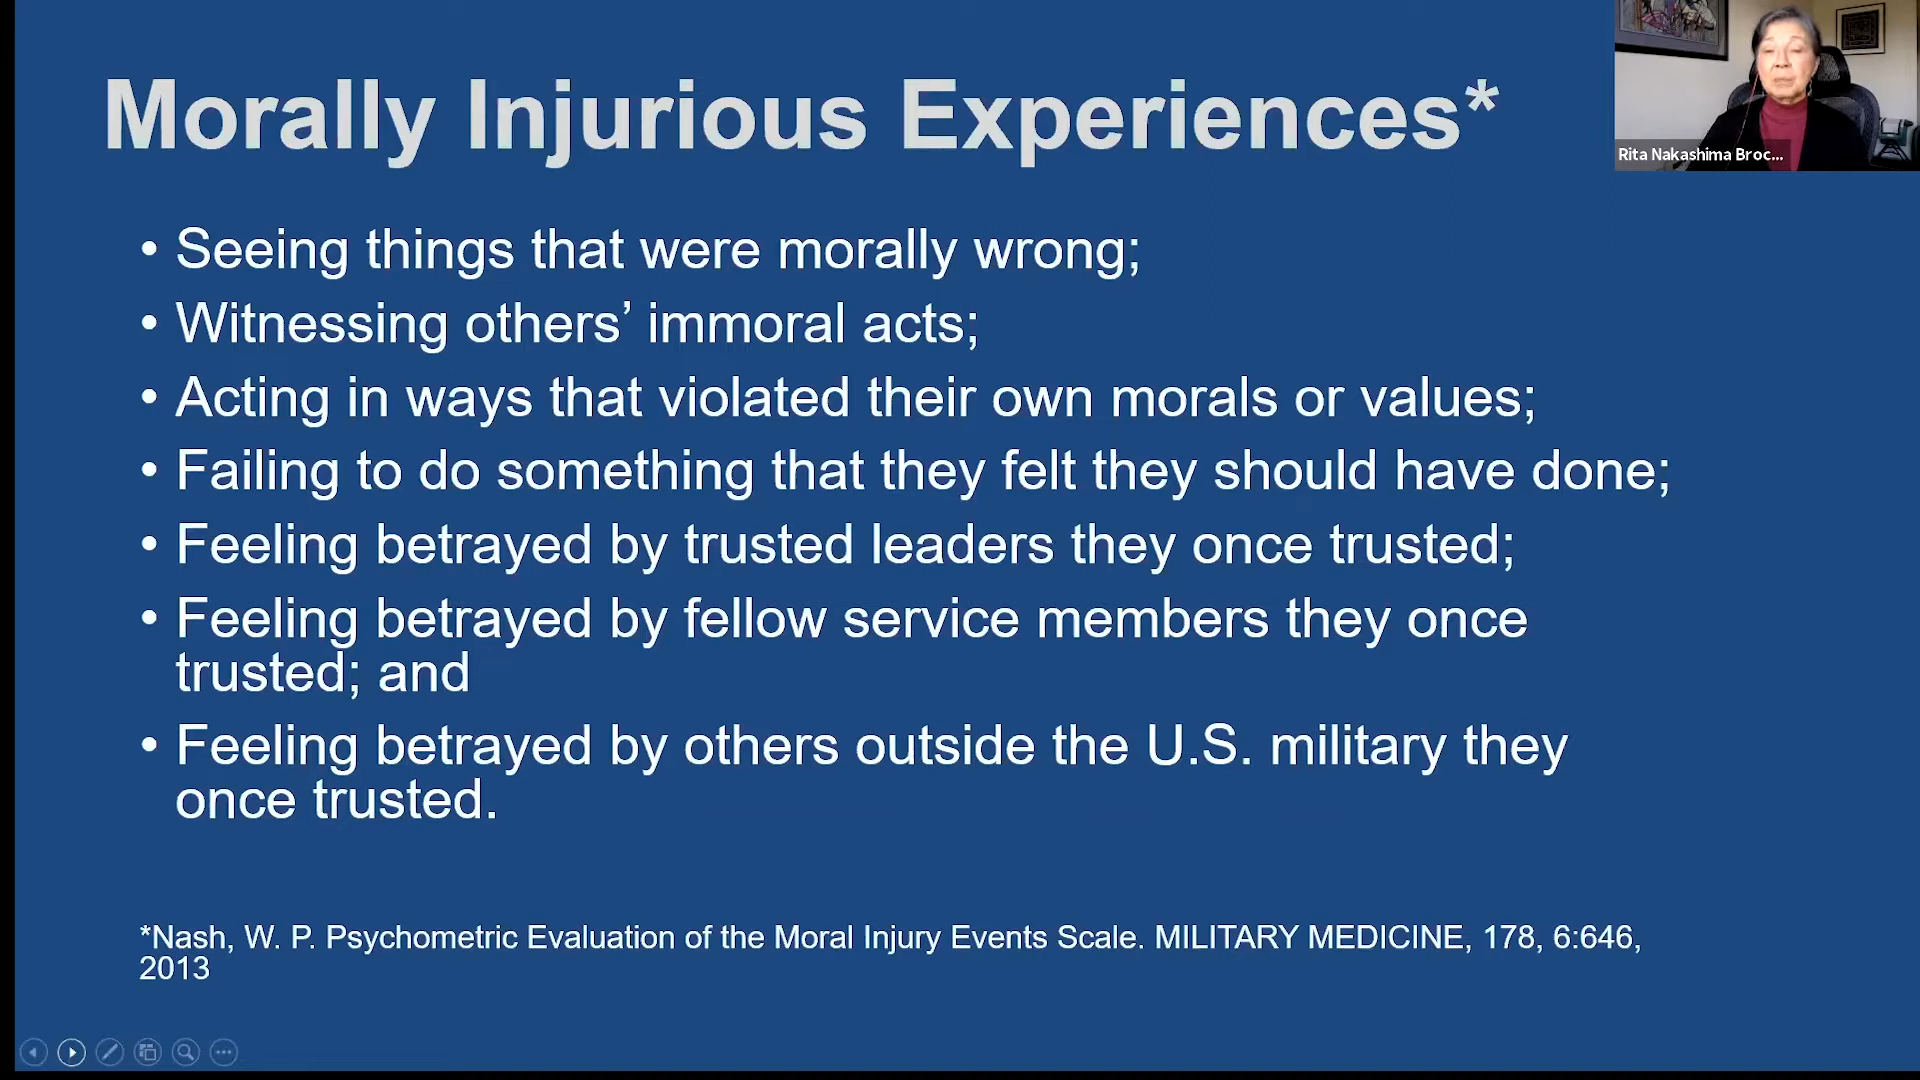 Morally Injurious Experiences*
Rita Nakashima Broc...
• Seeing things that were morally wrong;
• Witnessing others’ immoral acts;
• Acting in ways that violated their own morals or values;
• Failing to do something that they felt they should have done;
• Feeling betrayed by trusted leaders they once trusted;
• Feeling betrayed by fellow service members they once
trusted; and
• Feeling betrayed by others outside the U.S. military they
once trusted.
*Nash, W. P. Psychometric Evaluation of the Moral Injury Events Scale. MILITARY MEDICINE, 178, 6:646,
2013